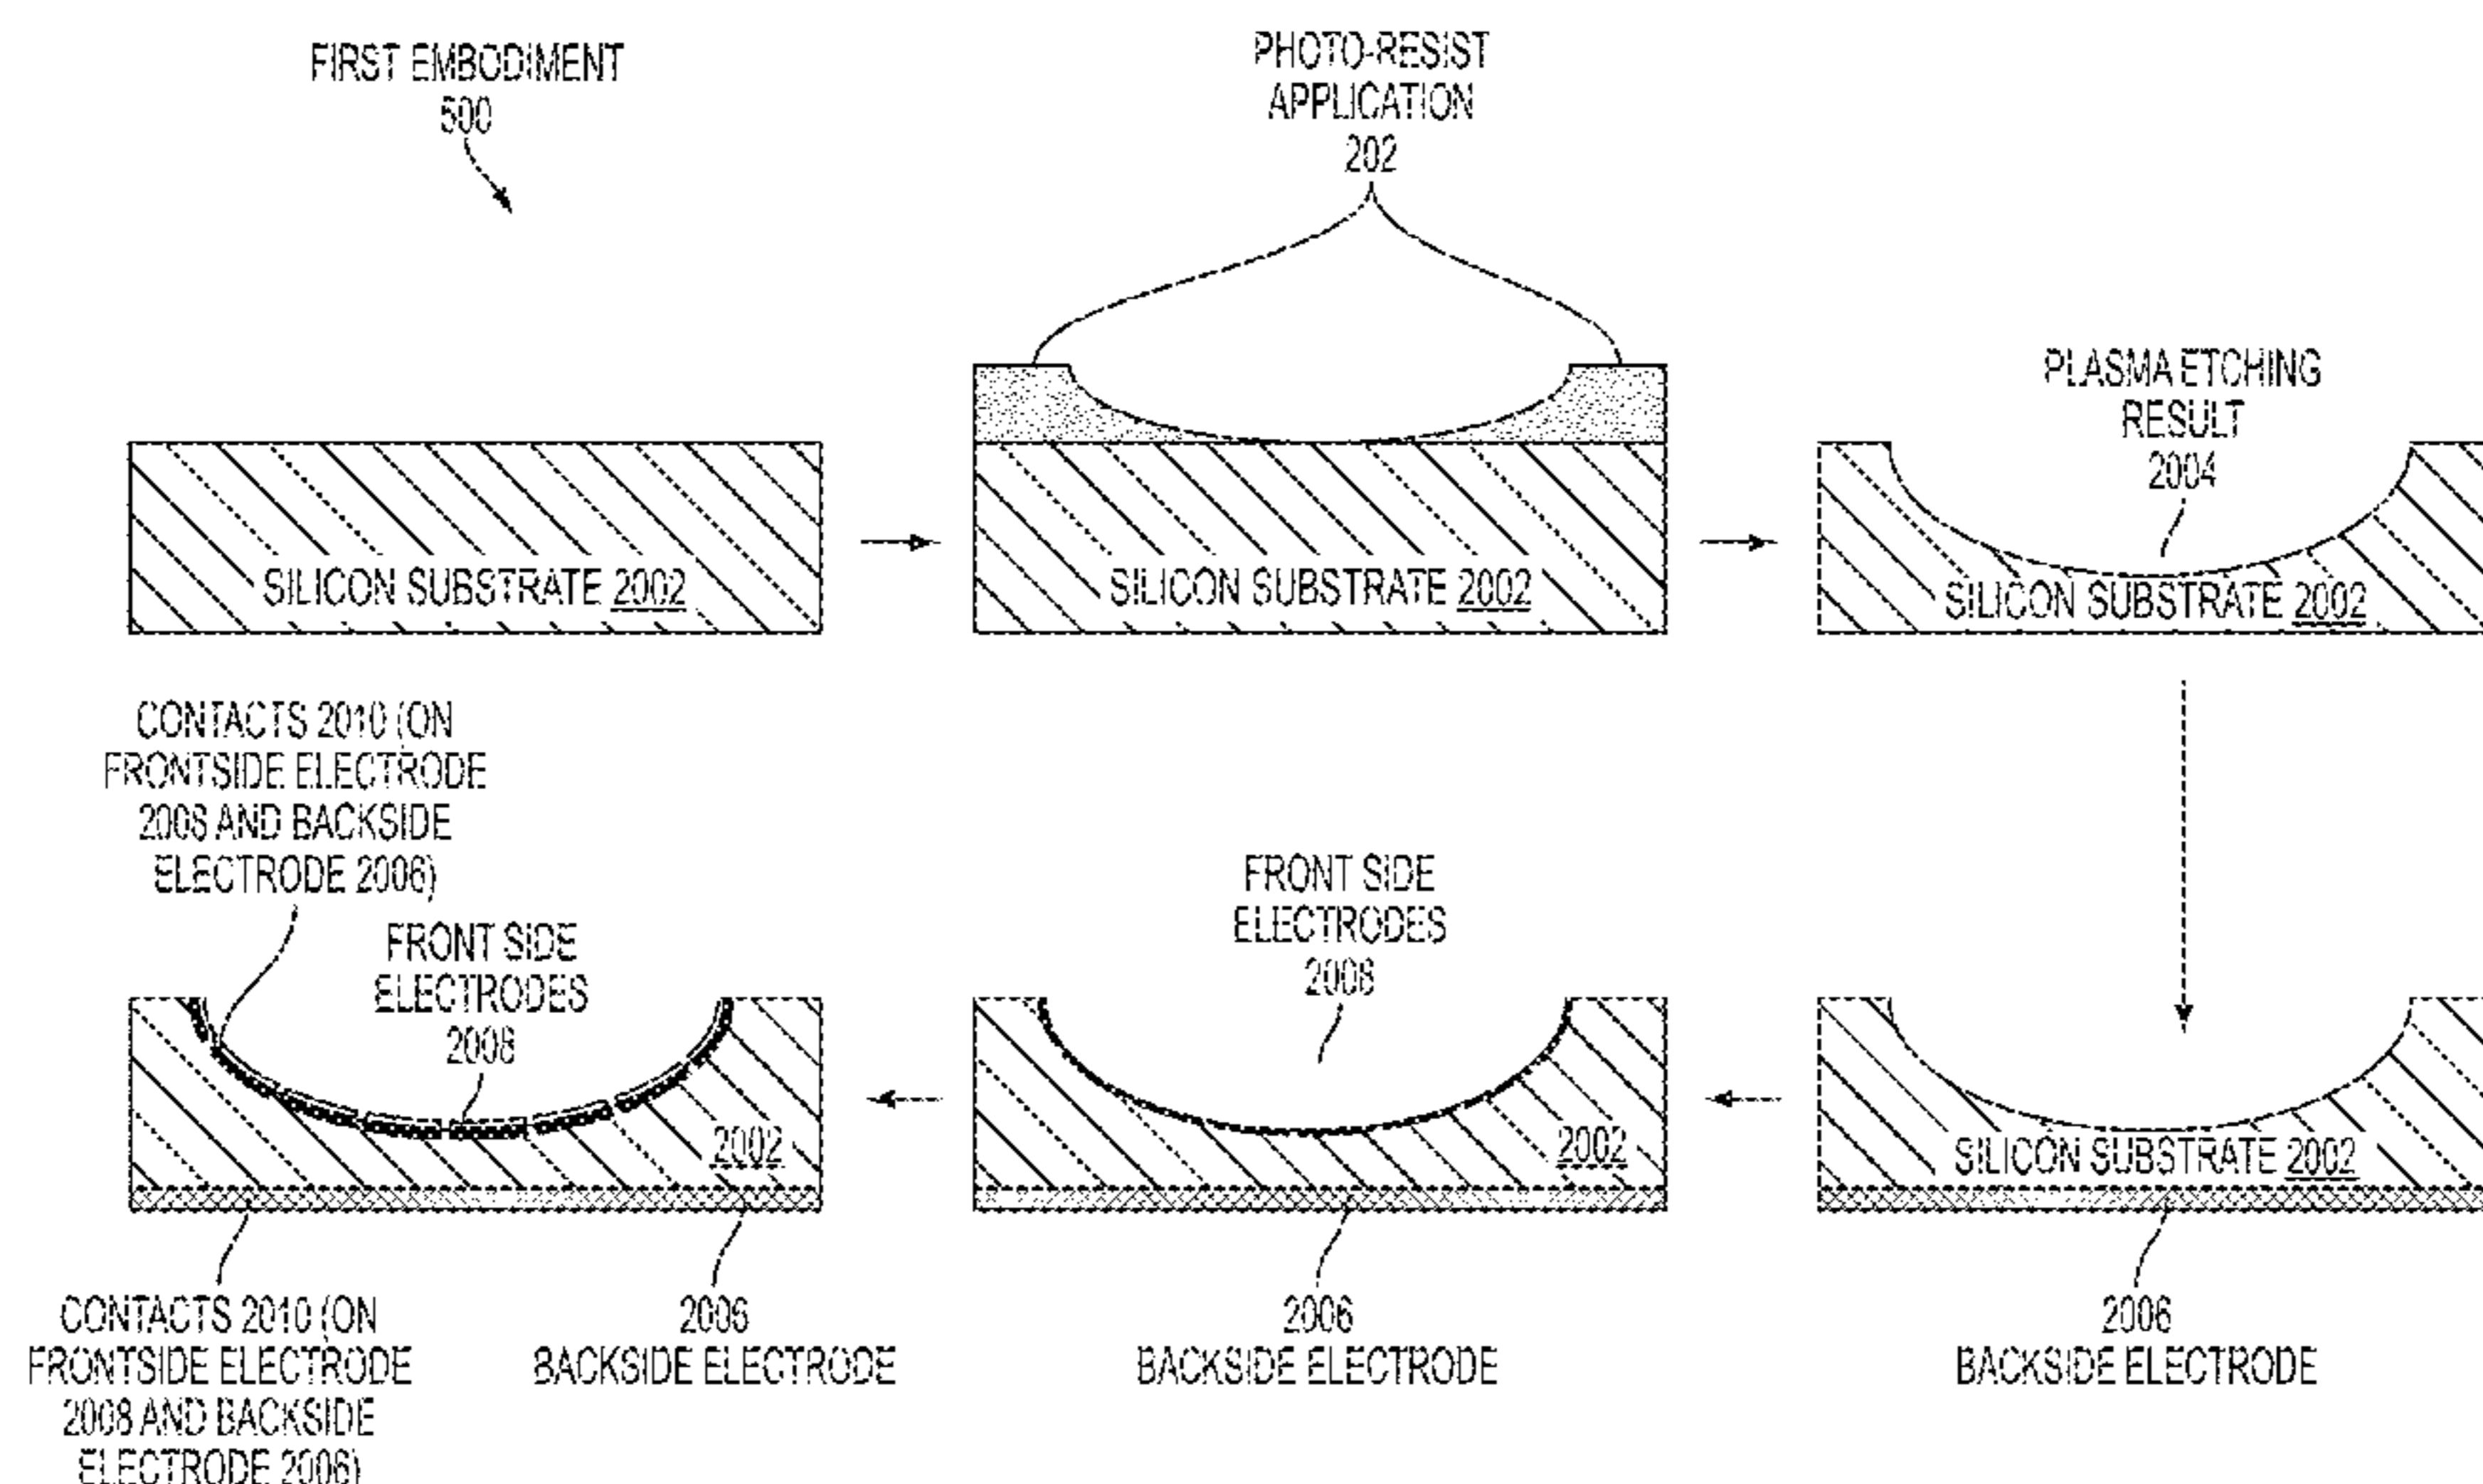 FIRST EMBODIMENT
500
PHOTO-RESIST
APPLICATION
202
PLASMA ETCHING
RESULT
2004
SILICON SUBSTRATE 2002
SILICON SUBSTRATE 2002
SILICON SUBSTRATE 2002
CONTACTS 2010 (ON
FRONTSIDE ELECTRODE
2008 AND BACKSIDE
ELECTRODE 2006)
FRONT SIDE
ELECTRODES
2008
FRONT SIDE
ELECTRODES
2008
2002
2002
SILICON SUBSTRATE 2002
CONTACTS 2010 (ON
FRONTSIDE ELECTRODE
2008 AND BACKSIDE
ELECTRODE 2006)
2006
BACKSIDE ELECTRODE
2006
BACKSIDE ELECTRODE
2006
BACKSIDE ELECTRODE